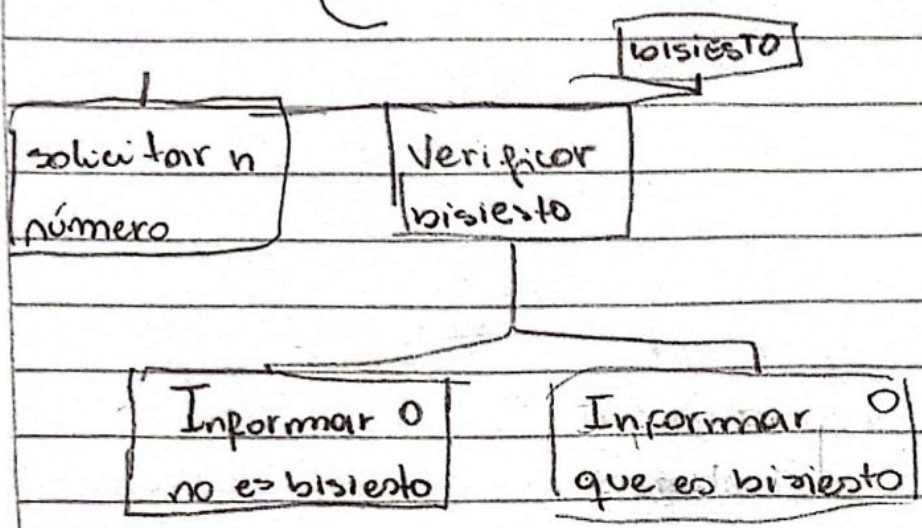 bisiesto
solicitar n
número
Verificar
bisiesto
Informar o
no es bisiesto
Informar o
que es bisiesto